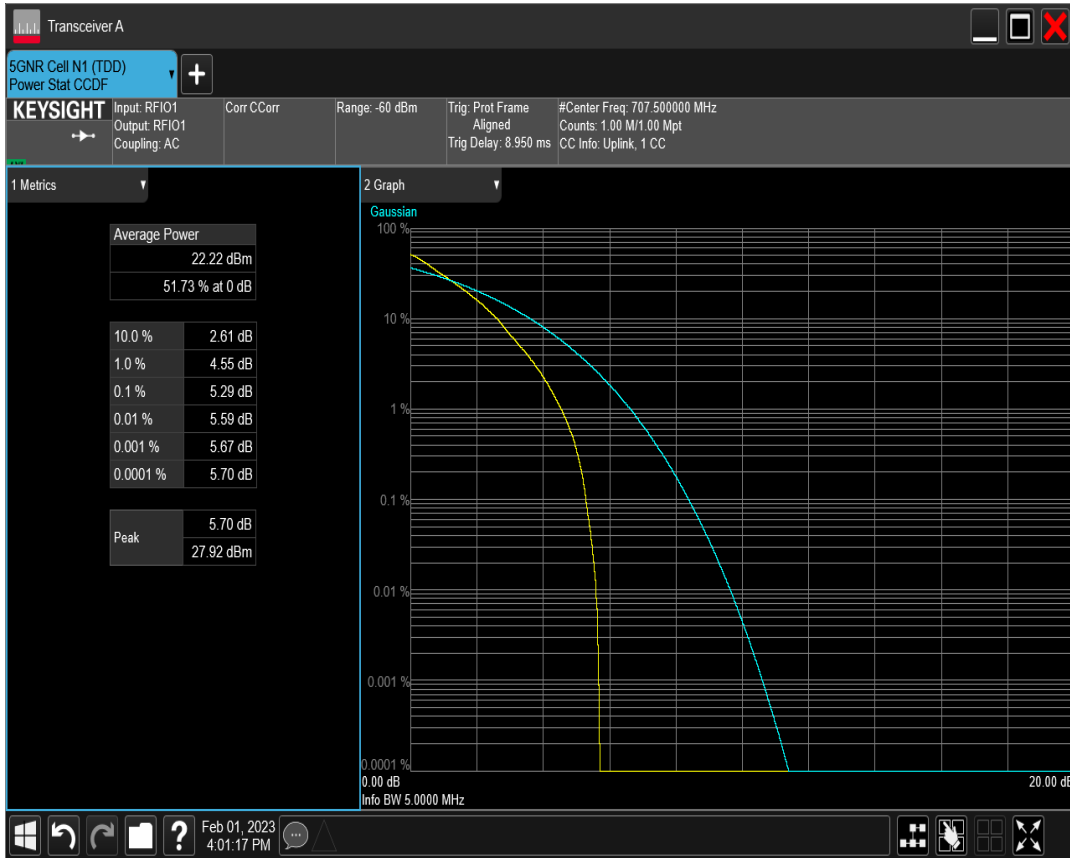 Transceiver A
5GNR Cell N1 (TDD)
Power Stat CCDF
KEYSIGHT
Input: RFIO1
Output: RFIO1
Coupling: AC
Corr CCorr
Range: -60 dBm
Trig: Prot Frame
Aligned
Trig Delay: 8.950 ms
#Center Freq: 707.500000 MHz
Counts: 1.00 M/1.00 Mpt
CC Info: Uplink, 1 CC
1 Metrics
Average Power
22.22 dBm
51.73 % at 0 dB
10.0 % 2.61 dB
1.0 % 4.55 dB
0.1 % 5.29 dB
0.01 % 5.59 dB
0.001 % 5.67 dB
0.0001 % 5.70 dB
Peak
5.70 dB
27.92 dBm
2 Graph
Gaussian
100 %
10 %
1 %
0.1 %
0.01 %
0.001 %
0.0001 %
0.00 dB
20.00 dB
Info BW 5.0000 MHz
Feb 01, 2023
4:01:17 PM